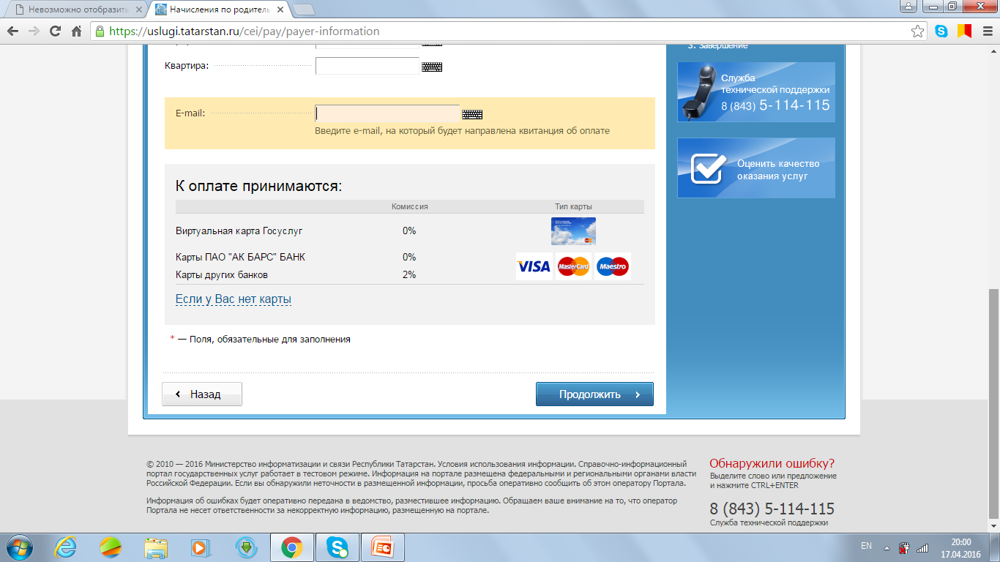 Невозможно отобразить
Начисления по родитель
https://uslugi.tatarstan.ru/cei/pay/payer-information
3. Завершение
Квартира:
Служба
технической поддержки
8 (843) 5-114-115
E-mail:
Введите e-mail, на который будет направлена квитанция об оплате
Оценить качество
оказания услуг
К оплате принимаются:
Комиссия Тип карты
Виртуальная карта Госуслуг 0%
Карты ПАО "АК БАРС" БАНК 0%
VISA MasterCard Maestro
Карты других банков 2%
Если у Вас нет карты
* — Поля, обязательные для заполнения
Назад Продолжить
© 2010 — 2016 Министерство информатизации и связи Республики Татарстан. Условия использования информации. Справочно-информационный
портал государственных услуг работает в тестовом режиме. Информация на портале размещена федеральными и региональными органами власти
Российской Федерации. Если вы обнаружили неточности в размещенной информации, просьба оперативно сообщить об этом оператору Портала.
Информация об ошибках будет оперативно передана в ведомство, разместившее информацию. Обращаем ваше внимание на то, что оператор
Портала не несет ответственности за некорректную информацию, размещенную на портале.
Обнаружили ошибку?
Выделите слово или предложение
и нажмите CTRL+ENTER
8 (843) 5-114-115
Служба технической поддержки
EN
20:00
17.04.2016